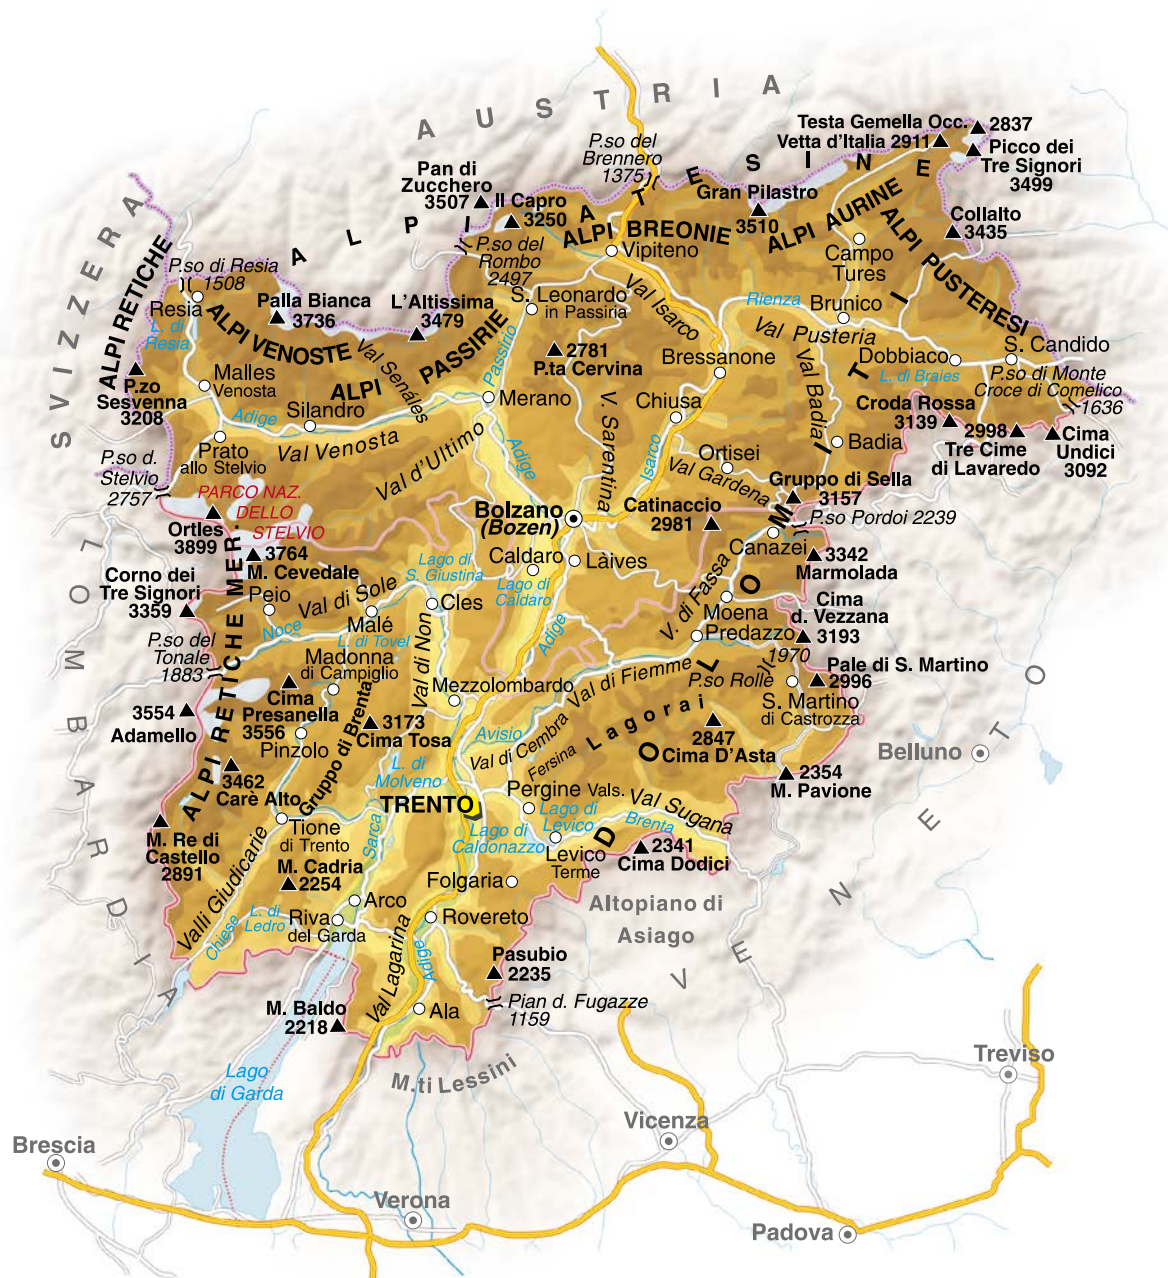 AUSTRIA
SVIZZERA
LOMBARDIA
VENETO
ALPI ATESINE
DOLOMITI
Testa Gemella Occ.
2837
Vetta d'Italia 2911
Picco dei
Tre Signori
3499
P.so del
Brennero
1375
Pan di
Zucchero
3507
Il Capro
3250
Gran Pilastro
3510
ALPI BREONIE
ALPI AURINE
ALPI PUSTERESI
Collalto
3435
Vipiteno
Campo
Tures
P.so del
Rombo
2497
P.so di Resia
1508
ALPI RETICHE
Resia
L. di
Resia
Palla Bianca
3736
L'Altissima
3479
S. Leonardo
in Passiria
Val Isarco
Rienza
Brunico
Val Pusteria
ALPI VENOSTE
ALPI PASSIRIE
Passirio
Val Senáles
2781
P.ta Cervina
Bressanone
Dobbiaco
S. Candido
L. di Braies
P.so di Monte
Croce di Comelico
1636
P.zo
Sesvenna
3208
Malles
Venosta
Silandro
Adige
Merano
Chiusa
Val Badia
Croda Rossa
3139
2998
Tre Cime
di Lavaredo
Cima
Undici
3092
Badia
Prato
allo Stelvio
Val Venosta
Val d'Ultimo
Adige
V. Sarentina
Isarco
Ortisei
Val Gardena
Gruppo di Sella
3157
P.so d.
Stelvio
2757
PARCO NAZ.
DELLO
STELVIO
Ortles
3899
Bolzano
(Bozen)
Catinaccio
2981
P.so Pordoi 2239
3764
M. Cevedale
Caldaro
Làives
Canazei
3342
Marmolada
Corno dei
Tre Signori
3359
Peio
Val di Sole
Lago di
S. Giustina
Lago di
Caldaro
V. di Fassa
Moena
Cima
d. Vezzana
3193
Noce
Malé
Cles
L. di Tovel
Adige
Predazzo
1970
P.so Rolle
P.so del
Tonale
1883
ALPI RETICHE MER.
Madonna
di Campiglio
Val di Non
Mezzolombardo
Val di Fiemme
Pale di S. Martino
2996
S. Martino
di Castrozza
3554
Adamello
Cima
Presanella
3556
Pinzolo
Gruppo di Brenta
3173
Cima Tosa
Avisio
Val di Cembra
Lagorai
2847
Cima D'Asta
Belluno
3462
Carè Alto
L. di
Molveno
Fersina
2354
M. Pavione
TRENTO
Pergine Vals.
Val Sugana
Lago di
Levico
Brenta
Lago di
Caldonazzo
Levico
Terme
2341
Cima Dodici
M. Re di
Castello
2891
Tione
di Trento
Sarca
M. Cadria
2254
Valli Giudicarie
Folgaria
Altopiano di
Asiago
Chiese
L. di
Ledro
Arco
Riva
del Garda
Rovereto
Val Lagarina
Adige
Pasubio
2235
M. Baldo
2218
Ala
Pian d. Fugazze
1159
Lago
di Garda
M.ti Lessini
Treviso
Vicenza
Brescia
Verona
Padova